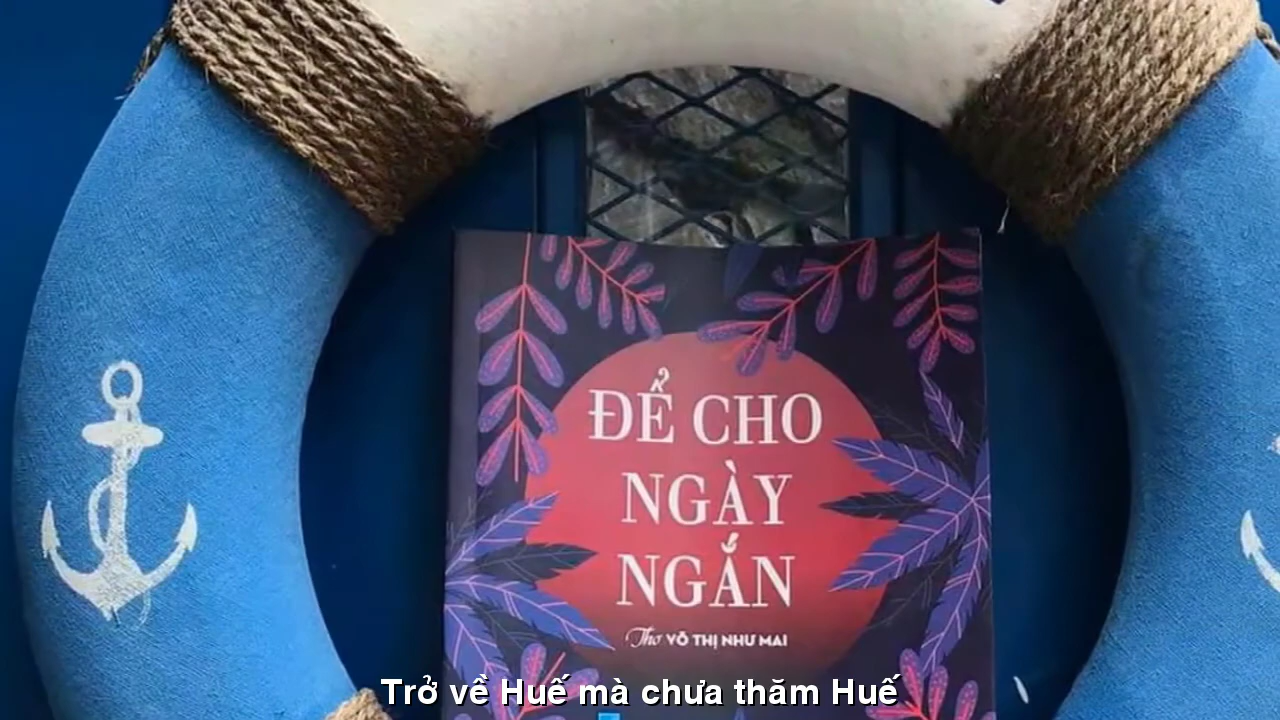 ĐỂ CHO
NGÀY
NGẮN
Thơ VÕ THỊ NHƯ MAI
Trở về Huế mà chưa thăm Huế